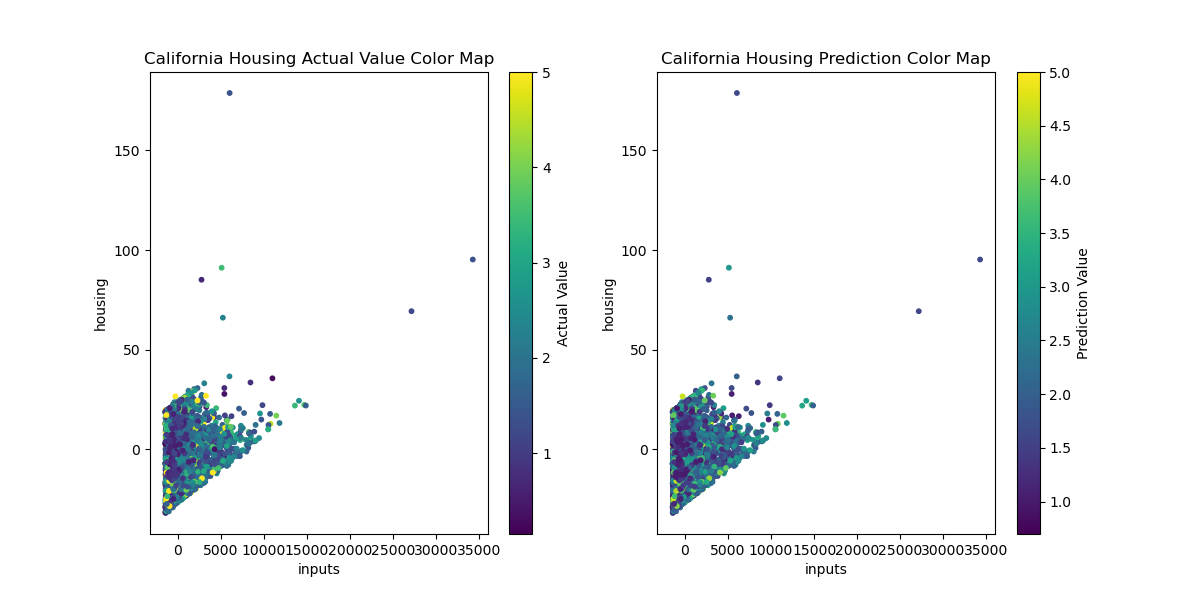 California Housing Actual Value Color Map
150
100
50
0
housing
0 5000 10000 15000 20000 25000 30000 35000
inputs
5
4
3
2
1
Actual Value
California Housing Prediction Color Map
150
100
50
0
housing
0 5000 10000 15000 20000 25000 30000 35000
inputs
5.0
4.5
4.0
3.5
3.0
2.5
2.0
1.5
1.0
Prediction Value